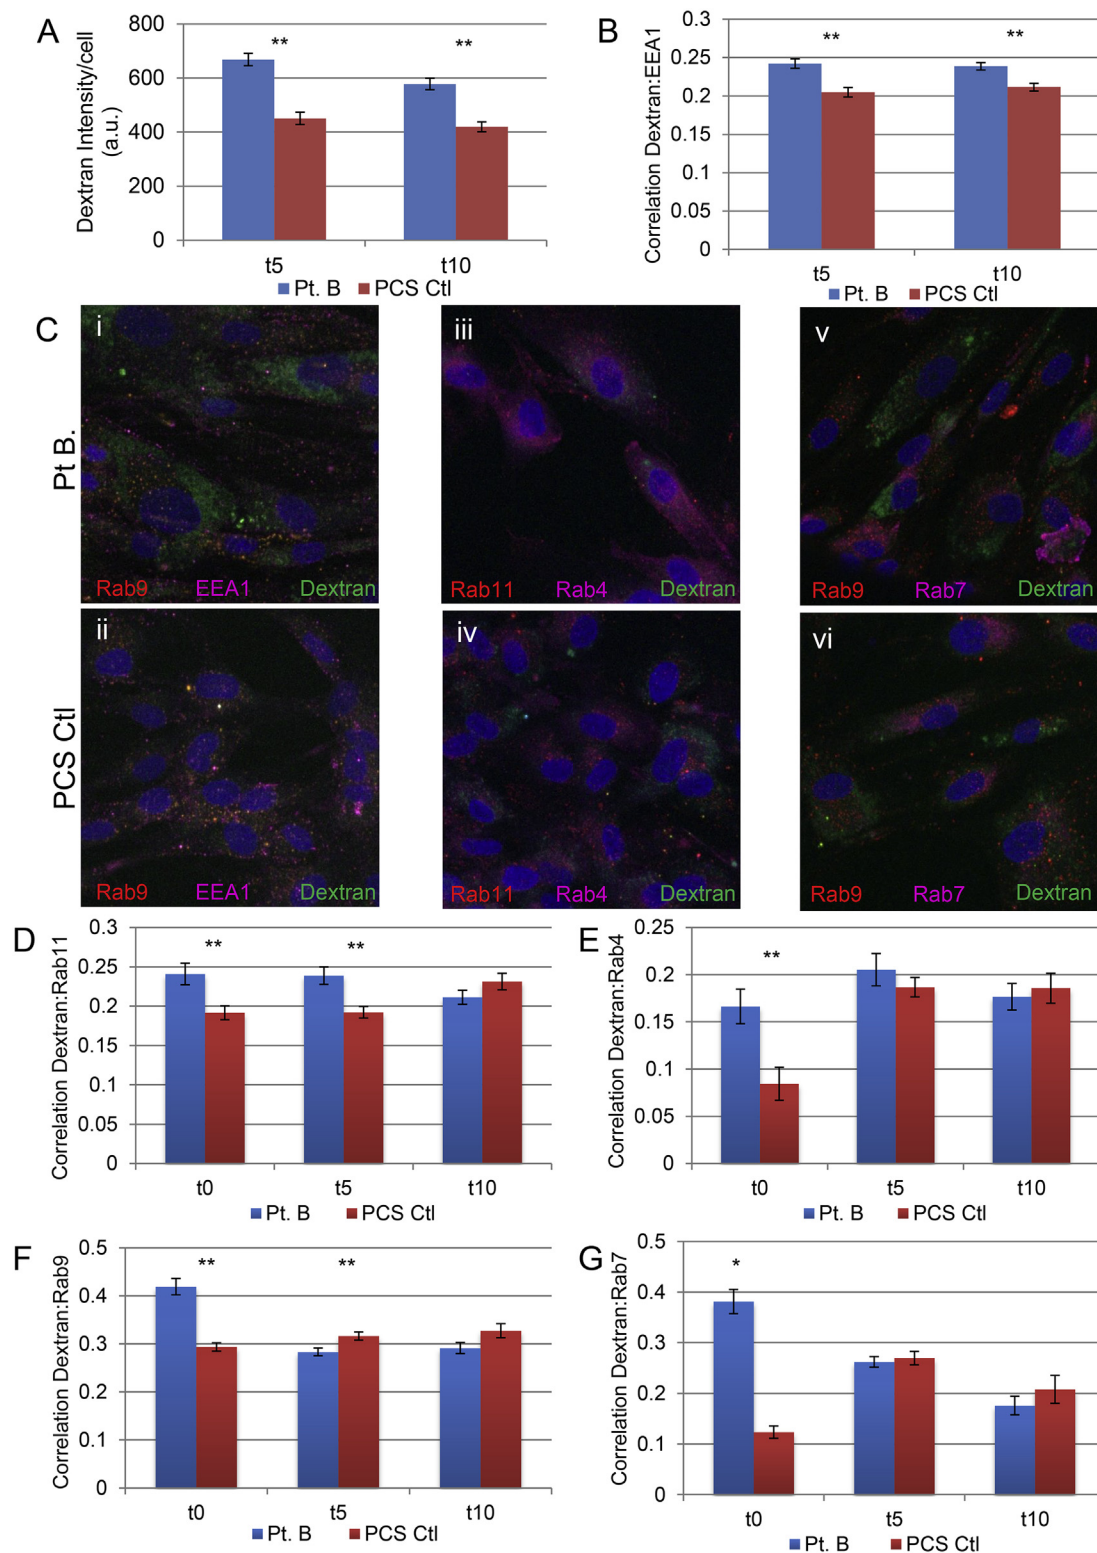 A
Dextran Intensity/cell
(a.u.)
800
600
400
200
0
**
**
t5
t10
Pt. B
PCS Ctl
B
Correlation Dextran:EEA1
0.3
0.25
0.2
0.15
0.1
0.05
0
**
**
t5
t10
Pt. B
PCS Ctl
C
Pt B.
i
Rab9 EEA1 Dextran
iii
Rab11 Rab4 Dextran
v
Rab9 Rab7 Dextran
PCS Ctl
ii
Rab9 EEA1 Dextran
iv
Rab11 Rab4 Dextran
vi
Rab9 Rab7 Dextran
D
Correlation Dextran:Rab11
0.3
0.25
0.2
0.15
0.1
0.05
0
**
**
t0
t5
t10
Pt. B
PCS Ctl
E
Correlation Dextran:Rab4
0.25
0.2
0.15
0.1
0.05
0
**
t0
t5
t10
Pt. B
PCS Ctl
F
Correlation Dextran:Rab9
0.5
0.4
0.3
0.2
0.1
0
**
**
t0
t5
t10
Pt. B
PCS Ctl
G
Correlation Dextran:Rab7
0.5
0.4
0.3
0.2
0.1
0
*
t0
t5
t10
Pt. B
PCS Ctl